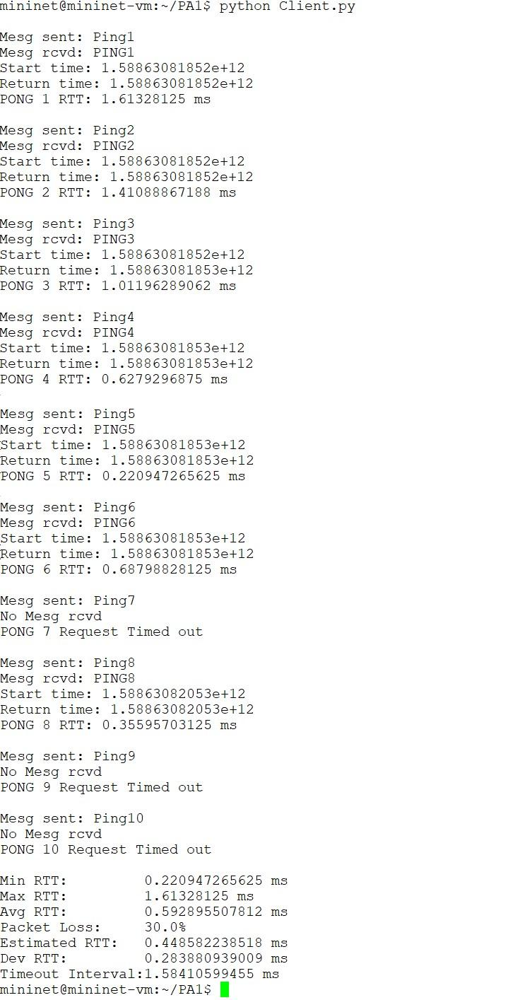 mininet@mininet-vm:~/PA1$ python Client.py
Mesg sent: Ping1
Mesg rcvd: PING1
Start time: 1.58863081852e+12
Return time: 1.58863081852e+12
PONG 1 RTT: 1.61328125 ms
Mesg sent: Ping2
Mesg rcvd: PING2
Start time: 1.58863081852e+12
Return time: 1.58863081852e+12
PONG 2 RTT: 1.41088867188 ms
Mesg sent: Ping3
Mesg rcvd: PING3
Start time: 1.58863081852e+12
Return time: 1.58863081853e+12
PONG 3 RTT: 1.01196289062 ms
Mesg sent: Ping4
Mesg rcvd: PING4
Start time: 1.58863081853e+12
Return time: 1.58863081853e+12
PONG 4 RTT: 0.6279296875 ms
Mesg sent: Ping5
Mesg rcvd: PING5
Start time: 1.58863081853e+12
Return time: 1.58863081853e+12
PONG 5 RTT: 0.220947265625 ms
Mesg sent: Ping6
Mesg rcvd: PING6
Start time: 1.58863081853e+12
Return time: 1.58863081853e+12
PONG 6 RTT: 0.68798828125 ms
Mesg sent: Ping7
No Mesg rcvd
PONG 7 Request Timed out
Mesg sent: Ping8
Mesg rcvd: PING8
Start time: 1.58863082053e+12
Return time: 1.58863082053e+12
PONG 8 RTT: 0.35595703125 ms
Mesg sent: Ping9
No Mesg rcvd
PONG 9 Request Timed out
Mesg sent: Ping10
No Mesg rcvd
PONG 10 Request Timed out
Min RTT: 0.220947265625 ms
Max RTT: 1.61328125 ms
Avg RTT: 0.592895507812 ms
Packet Loss: 30.0%
Estimated RTT: 0.448582238518 ms
Dev RTT: 0.283880939009 ms
Timeout Interval:1.58410599455 ms
mininet@mininet-vm:~/PA1$